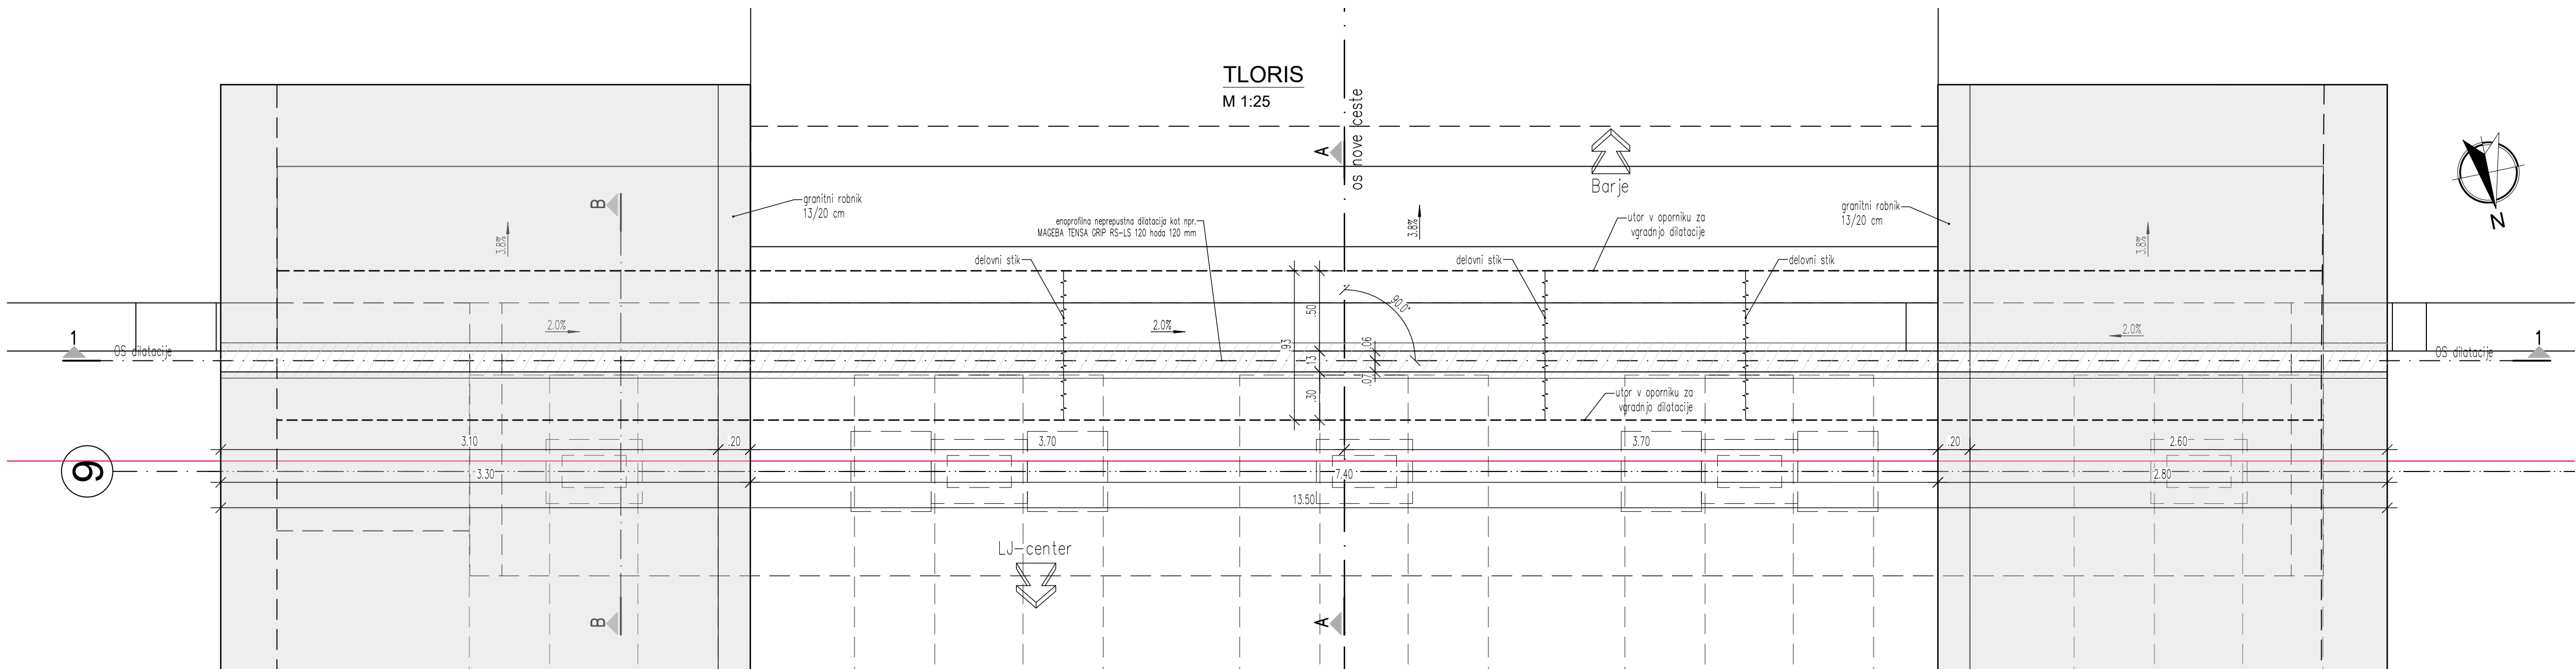 TLORIS
M 1:25
os nove ceste
A
Barje
N
B
granitni robnik
13/20 cm
enoprofilna neprepustna dilatacija kot npr.
MAGEBA TENSA GRIP RS-LS 120 hoda 120 mm
3.8%
3.8%
utor v oporniku za
vgradnjo dilatacije
granitni robnik
13/20 cm
3.8%
delovni stik
delovni stik
delovni stik
90.0°
.50
.93
.13
.06
.07
.30
1
OS dilatacije
2.0%
2.0%
2.0%
OS dilatacije
1
utor v oporniku za
vgradnjo dilatacije
3.10
.20
3.70
3.70
.20
2.60
9
3.30
7.40
2.80
13.50
LJ-center
B
A